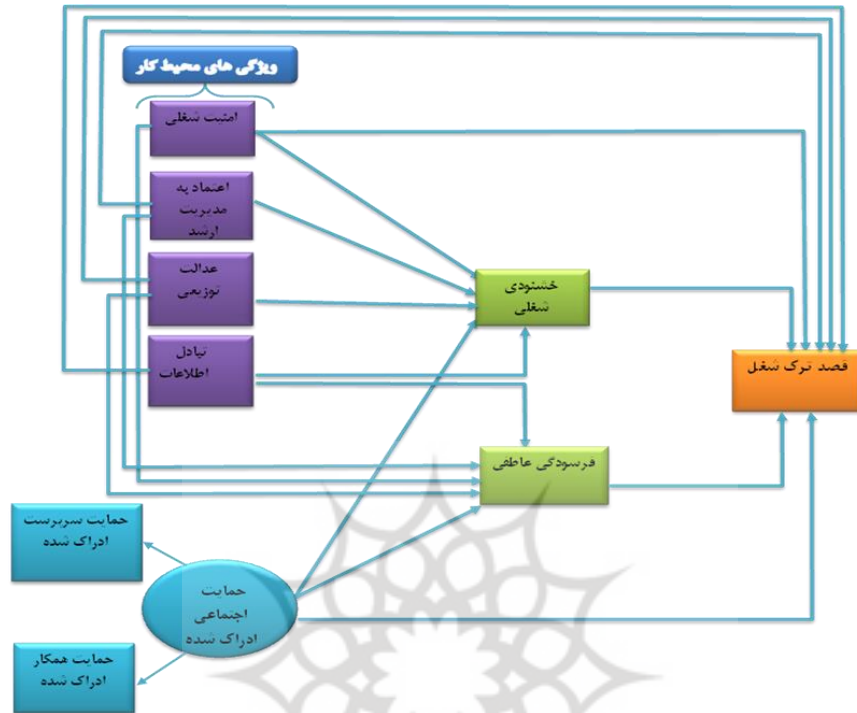 ویژگی های محیط کار
امنیت شغلی
اعتماد به
مدیریت
ارشد
عدالت
توزیعی
تبادل
اطلاعات
خشنودی
شغلی
قصد ترک شغل
فرسودگی عاطفی
حمایت سرپرست
ادراک شده
حمایت
اجتماعی
ادراک شده
حمایت همکار
ادراک شده